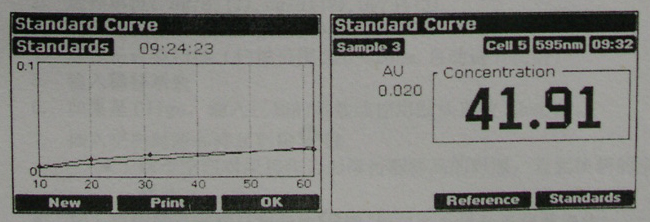 Standard Curve
Standards 09:24:23
0.1
0
10 20 30 40 50 60
New Print OK
Standard Curve
Sample 3 Cell 5 595nm 09:32
AU
0.020
Concentration
41.91
Reference Standards